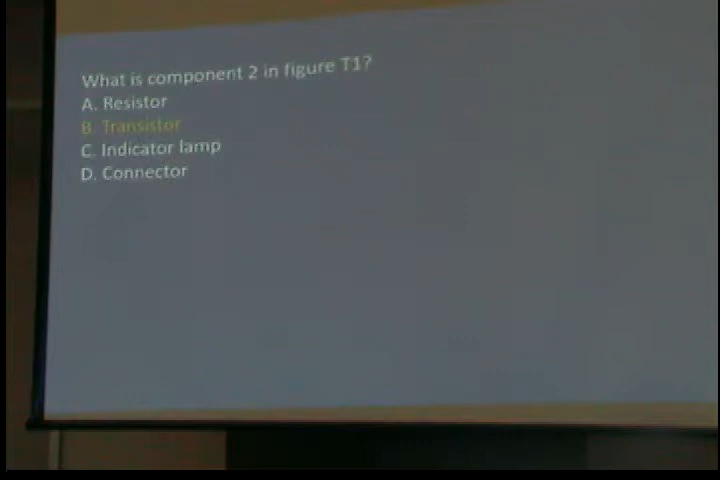 What is component 2 in figure T1?
A. Resistor
B. Transistor
C. Indicator lamp
D. Connector